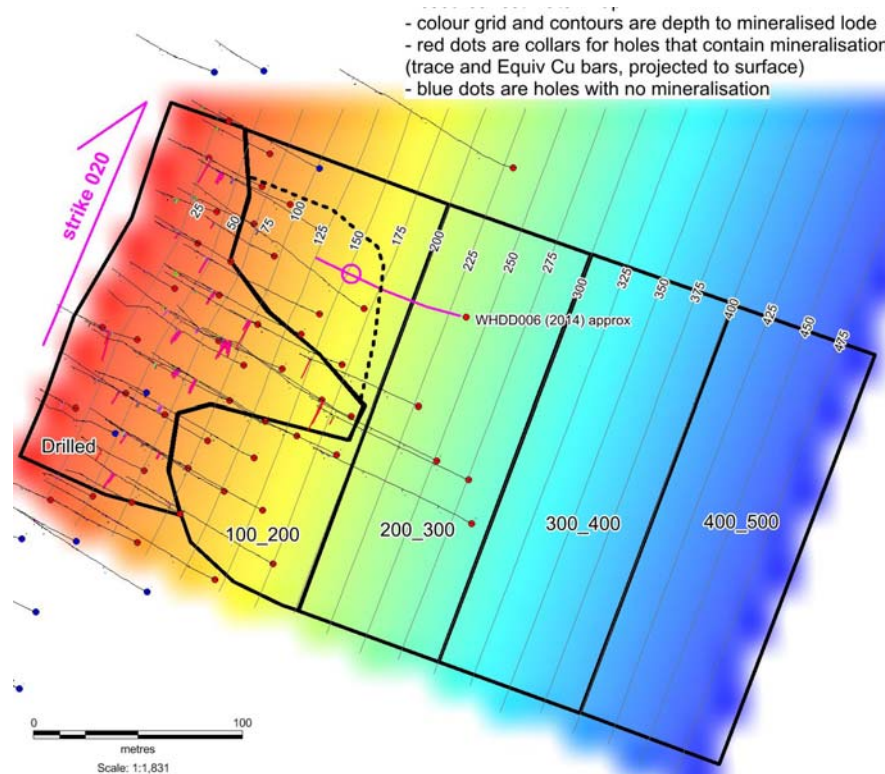 - colour grid and contours are depth to mineralised lode
- red dots are collars for holes that contain mineralisation
(trace and Equiv Cu bars, projected to surface)
- blue dots are holes with no mineralisation
strike 020
25
50
75
100
125
150
175
200
225
250
275
300
325
350
375
400
425
450
475
WHDD006 (2014) approx
Drilled
100_200
200_300
300_400
400_500
0 100
metres
Scale: 1:1,831